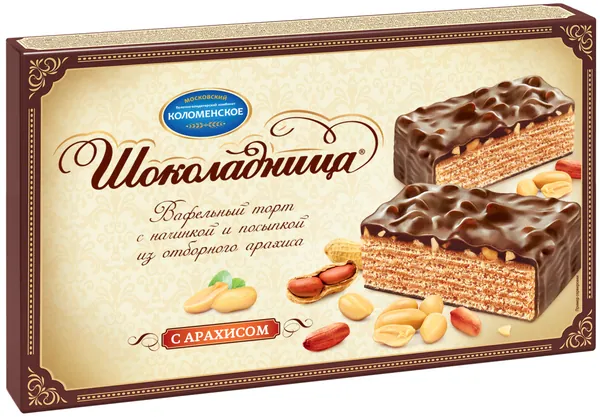 МОСКОВСКИЙ
КОЛОМЕНСКОЕ
Шоколадница®
Вафельный торт
с начинкой и посыпкой
из отборного арахиса
С АРАХИСОМ